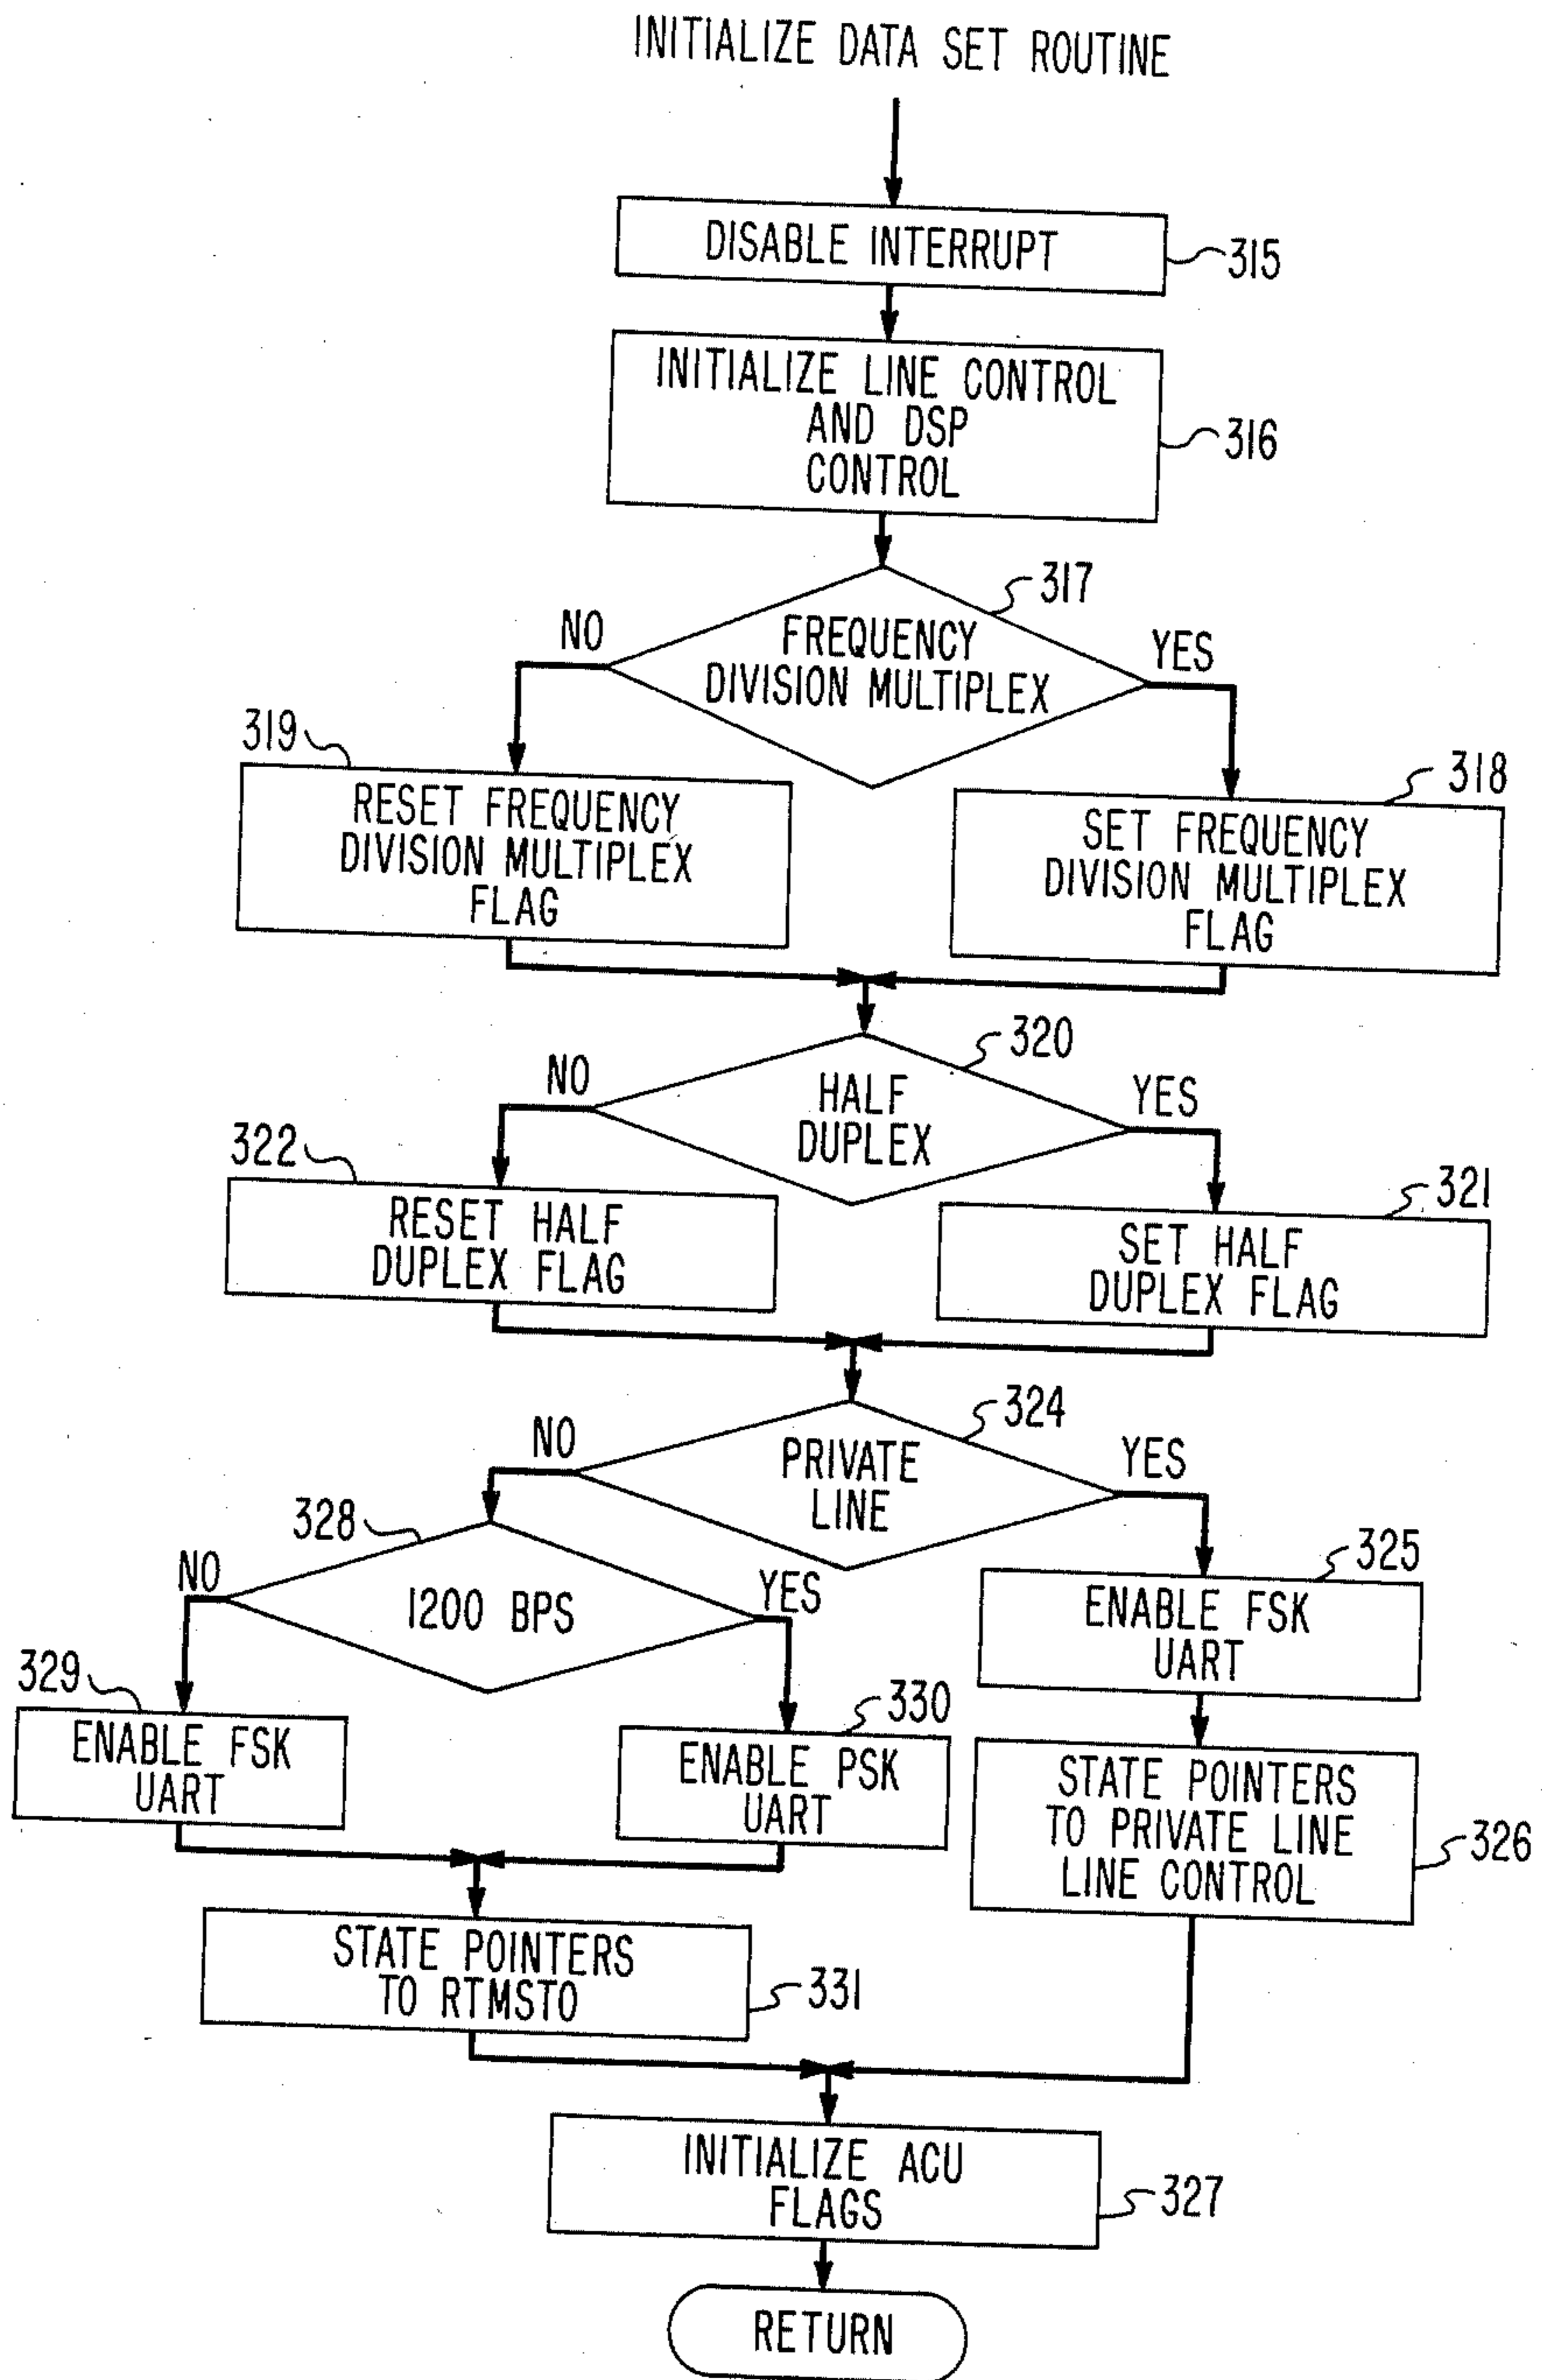 INITIALIZE DATA SET ROUTINE
DISABLE INTERRUPT
315
INITIALIZE LINE CONTROL
AND DSP
CONTROL
316
317
FREQUENCY
DIVISION MULTIPLEX
NO
YES
319
318
RESET FREQUENCY
DIVISION MULTIPLEX
FLAG
SET FREQUENCY
DIVISION MULTIPLEX
FLAG
320
HALF
DUPLEX
NO
YES
322
321
RESET HALF
DUPLEX FLAG
SET HALF
DUPLEX FLAG
324
PRIVATE
LINE
NO
YES
328
1200 BPS
NO
YES
325
ENABLE FSK
UART
329
ENABLE FSK
UART
330
ENABLE PSK
UART
STATE POINTERS
TO PRIVATE LINE
LINE CONTROL
326
STATE POINTERS
TO RTMSTO
331
INITIALIZE ACU
FLAGS
327
RETURN